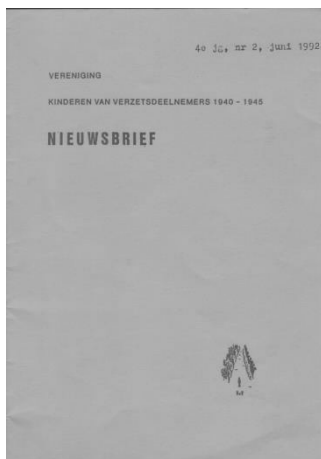 4e jg, nr 2, juni 1992
VERENIGING
KINDEREN VAN VERZETSDEELNEMERS 1940 - 1945
NIEUWSBRIEF